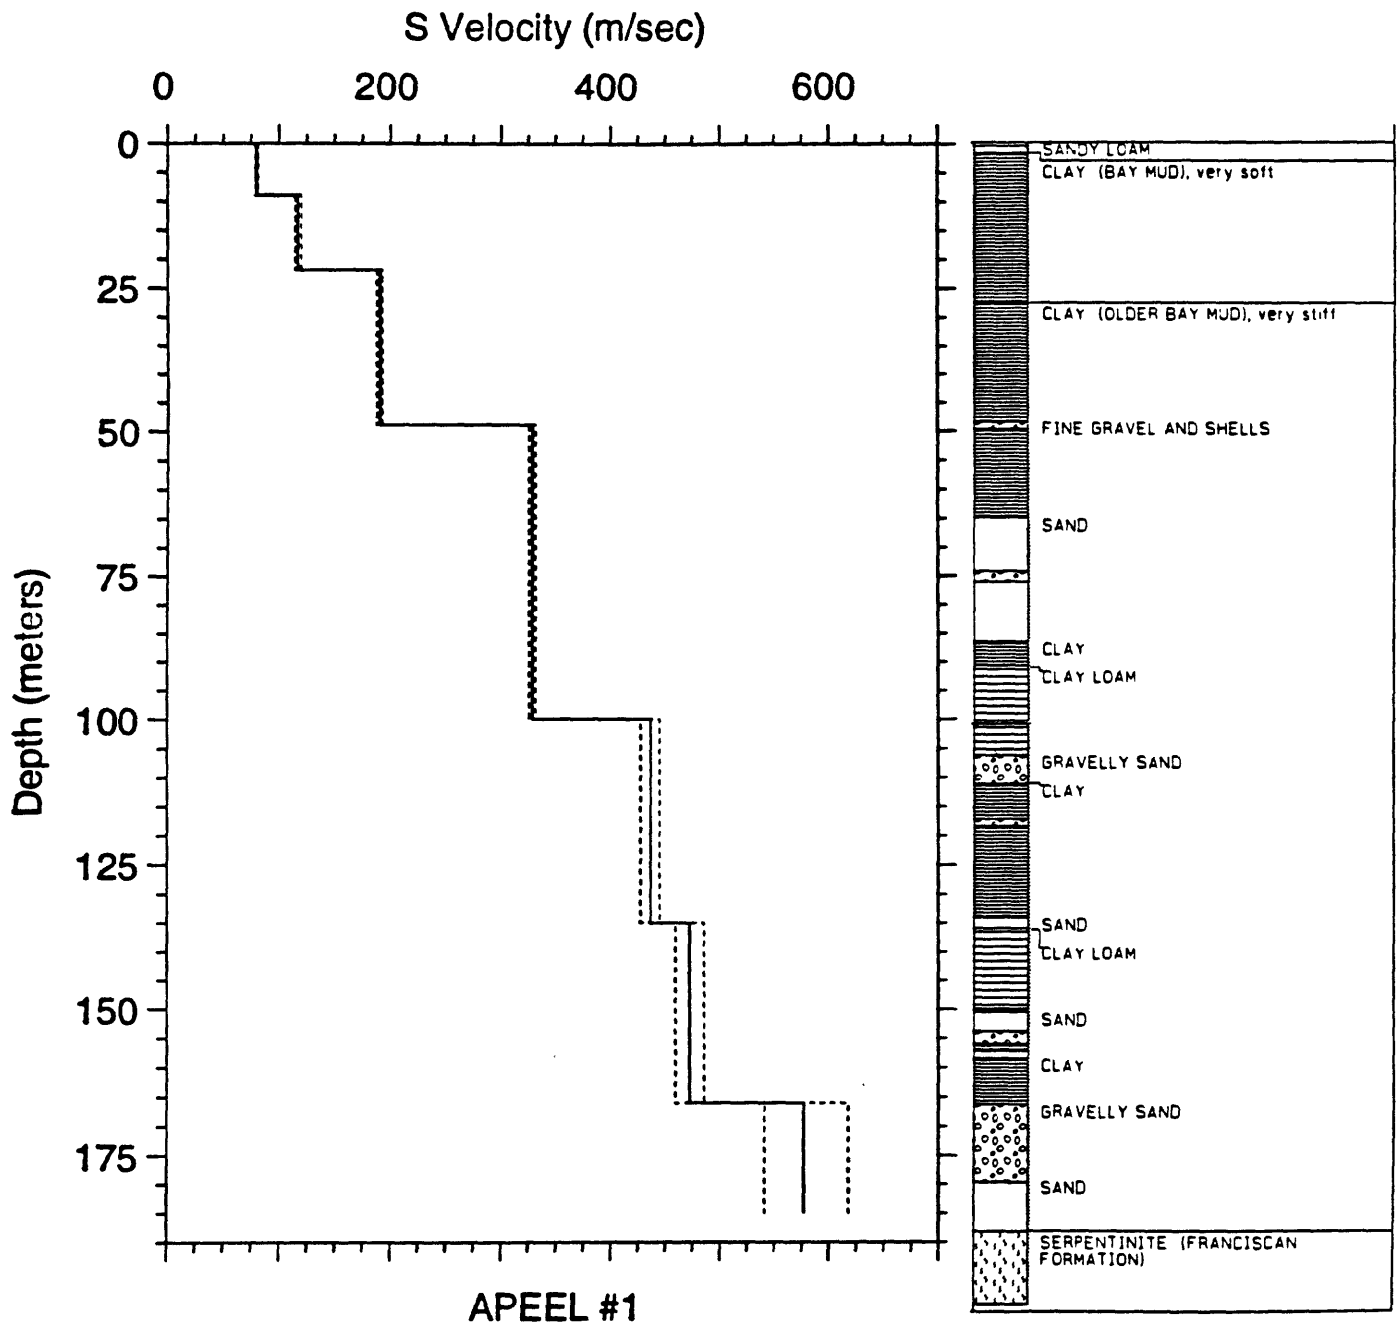 S Velocity (m/sec)
0 200 400 600
0
25
50
75
100
125
150
175
Depth (meters)
APEEL #1
SANDY LOAM
CLAY (BAY MUD), very soft
CLAY (OLDER BAY MUD), very stiff
FINE GRAVEL AND SHELLS
SAND
CLAY
CLAY LOAM
GRAVELLY SAND
CLAY
SAND
CLAY LOAM
SAND
CLAY
GRAVELLY SAND
SAND
SERPENTINITE (FRANCISCAN
FORMATION)